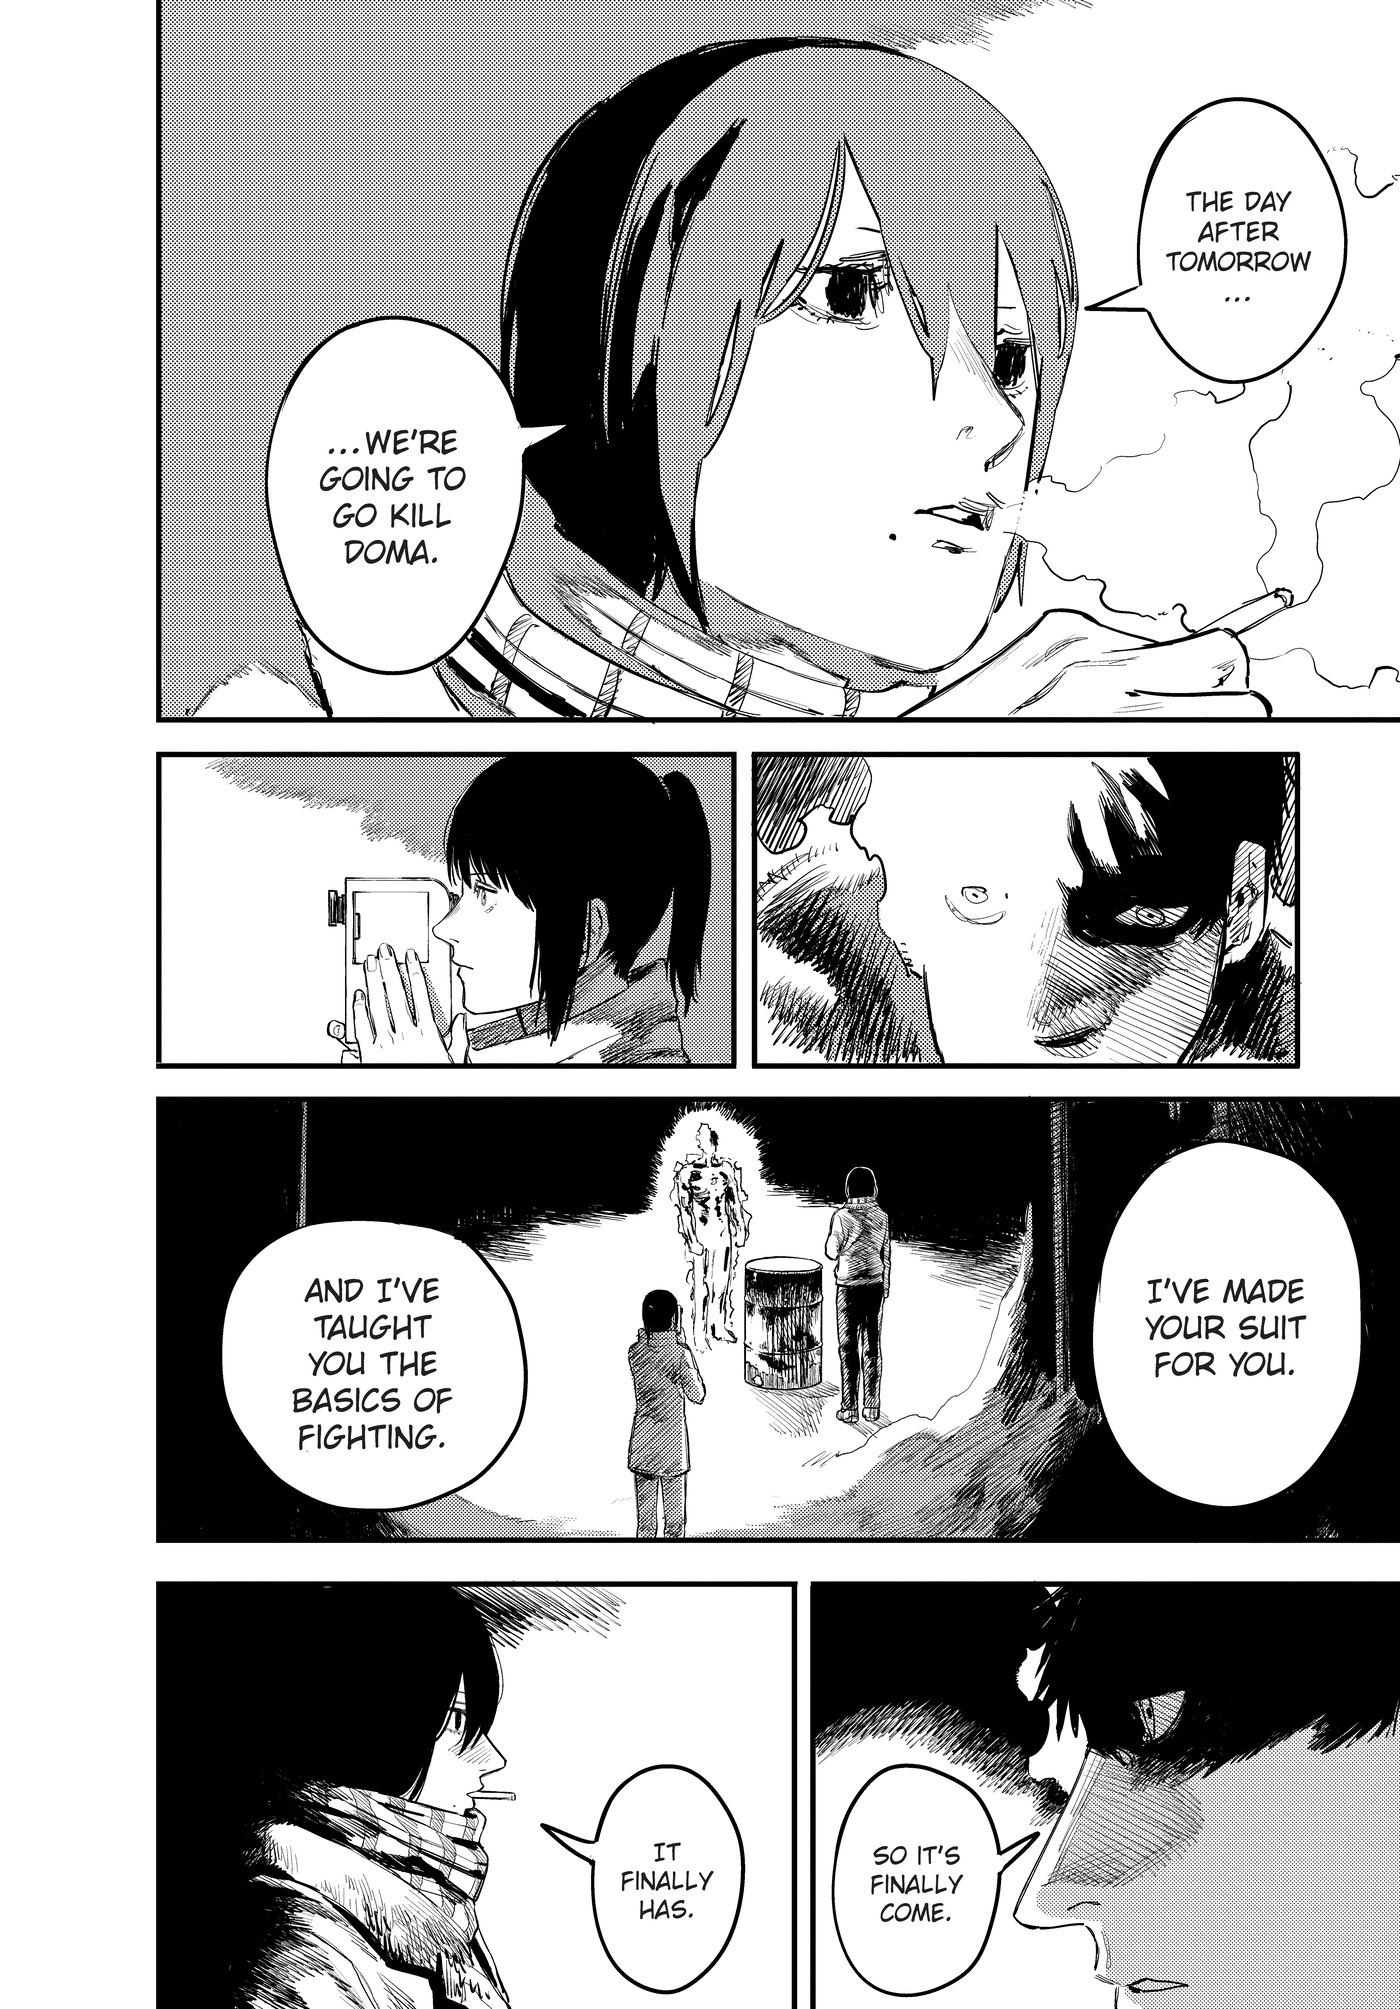 THE DAY
AFTER
TOMORROW
...
...WE'RE
GOING TO
GO KILL
DOMA.
I'VE MADE
YOUR SUIT
FOR YOU.
AND I'VE
TAUGHT
YOU THE
BASICS OF
FIGHTING.
SO IT'S
FINALLY
COME.
IT
FINALLY
HAS.